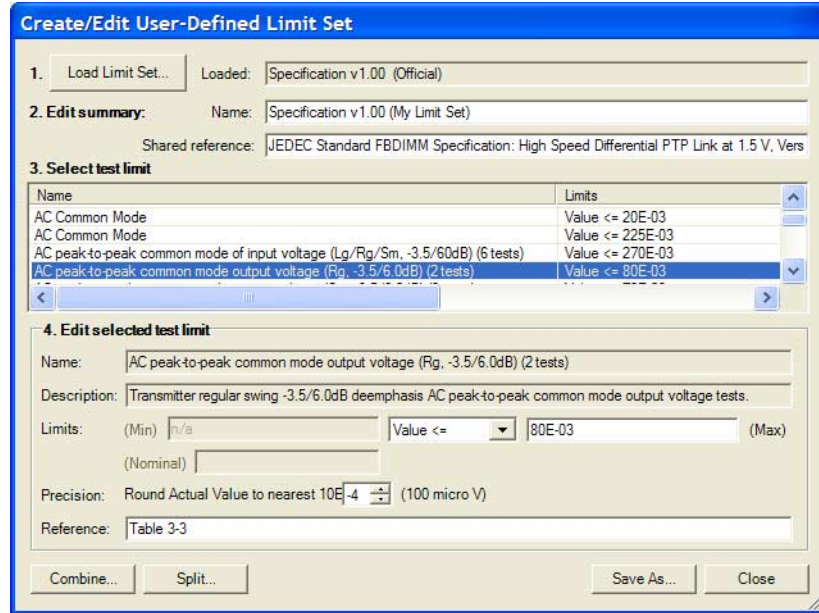 Create/Edit User-Defined Limit Set
1. Load Limit Set... Loaded: Specification v1.00 (Official)
2. Edit summary: Name: Specification v1.00 (My Limit Set)
Shared reference: JEDEC Standard FBDIMM Specification: High Speed Differential PTP Link at 1.5 V, Vers
3. Select test limit
Name Limits
AC Common Mode Value <= 20E-03
AC Common Mode Value <= 225E-03
AC peak-to-peak common mode of input voltage (Lg/Rg/Sm, -3.5/60dB) (6 tests) Value <= 270E-03
AC peak-to-peak common mode output voltage (Rg, -3.5/6.0dB) (2 tests) Value <= 80E-03
4. Edit selected test limit
Name: AC peak-to-peak common mode output voltage (Rg, -3.5/6.0dB) (2 tests)
Description: Transmitter regular swing -3.5/6.0dB deemphasis AC peak-to-peak common mode output voltage tests.
Limits: (Min) n/a Value <= 80E-03 (Max)
(Nominal)
Precision: Round Actual Value to nearest 10E -4 (100 micro V)
Reference: Table 3-3
Combine... Split... Save As... Close